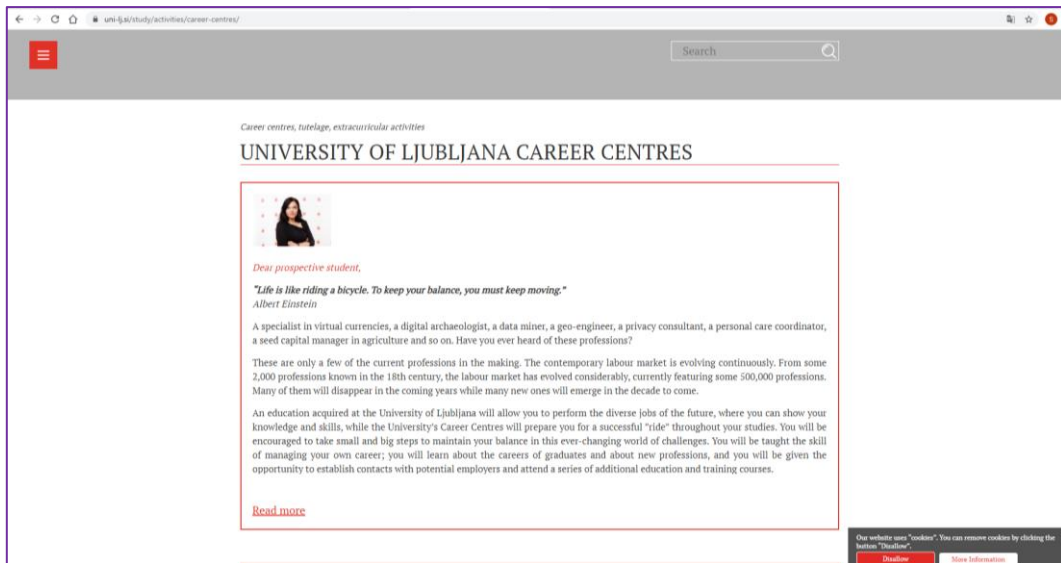 uni-lj.si/study/activities/career-centres/
S
Search
Career centres, tutelage, extracurricular activities
UNIVERSITY OF LJUBLJANA CAREER CENTRES
Dear prospective student,
"Life is like riding a bicycle. To keep your balance, you must keep moving."
Albert Einstein
A specialist in virtual currencies, a digital archaeologist, a data miner, a geo-engineer, a privacy consultant, a personal care coordinator,
a seed capital manager in agriculture and so on. Have you ever heard of these professions?
These are only a few of the current professions in the making. The contemporary labour market is evolving continuously. From some
2,000 professions known in the 18th century, the labour market has evolved considerably, currently featuring some 500,000 professions.
Many of them will disappear in the coming years while many new ones will emerge in the decade to come.
An education acquired at the University of Ljubljana will allow you to perform the diverse jobs of the future, where you can show your
knowledge and skills, while the University's Career Centres will prepare you for a successful "ride" throughout your studies. You will be
encouraged to take small and big steps to maintain your balance in this ever-changing world of challenges. You will be taught the skill
of managing your own career; you will learn about the careers of graduates and about new professions, and you will be given the
opportunity to establish contacts with potential employers and attend a series of additional education and training courses.
Read more
Our website uses "cookies". You can remove cookies by clicking the
button "Disallow".
Disallow
More Information